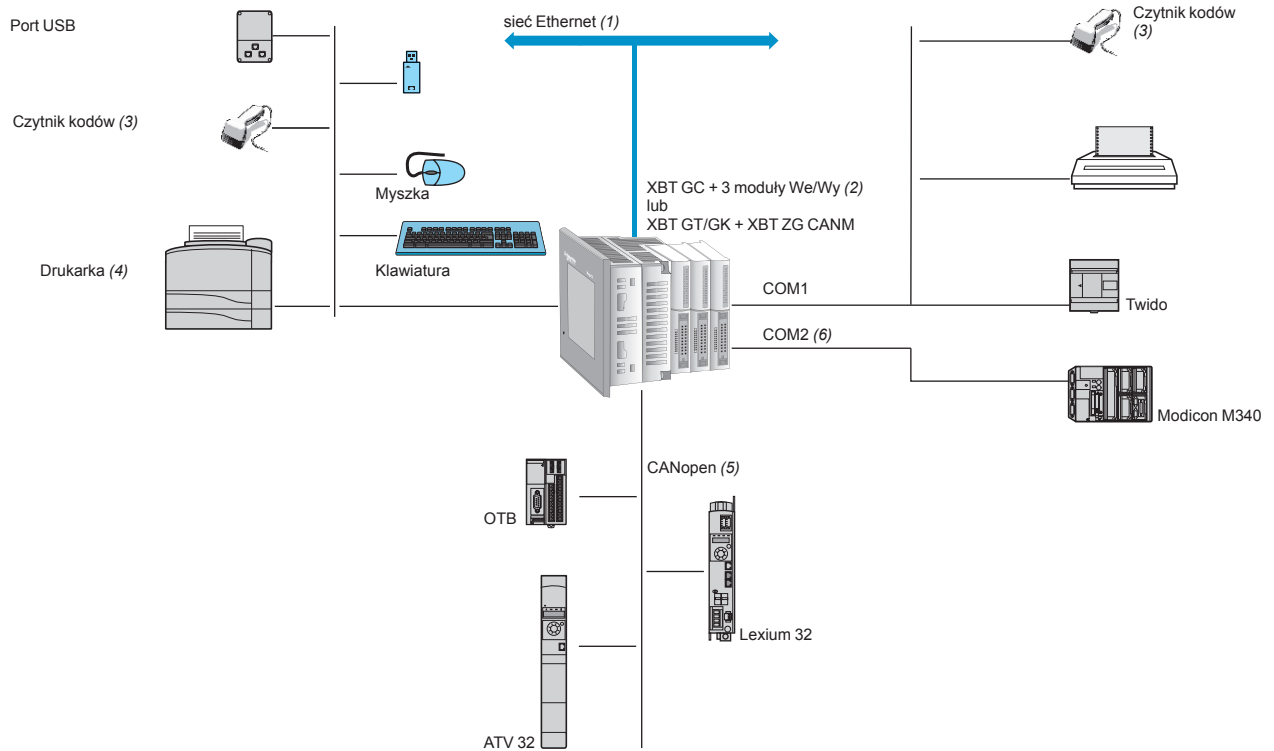 Port USB
sieć Ethernet (1)
Czytnik kodów
(3)
Czytnik kodów (3)
Myszka
XBT GC + 3 moduły We/Wy (2)
lub
XBT GT/GK + XBT ZG CANM
Drukarka (4)
Klawiatura
COM1
Twido
COM2 (6)
Modicon M340
CANopen (5)
OTB
Lexium 32
ATV 32